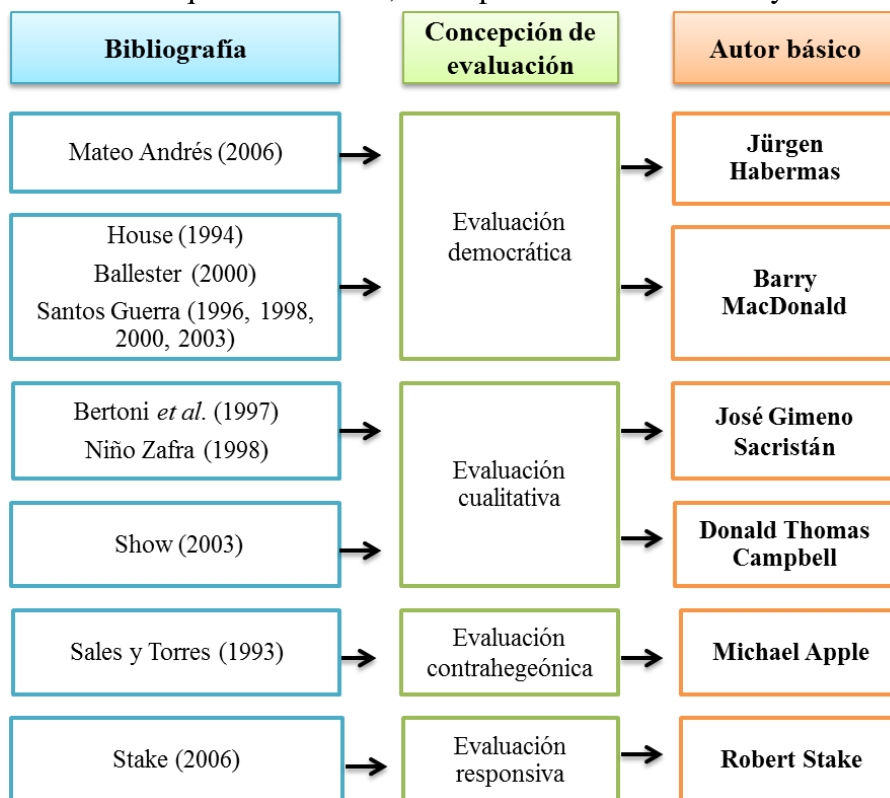 Bibliografía
Concepción de
evaluación
Autor básico
Mateo Andrés (2006)
House (1994)
Ballester (2000)
Santos Guerra (1996, 1998,
2000, 2003)
Evaluación
democrática
Jürgen
Habermas
Barry
MacDonald
Bertoni et al. (1997)
Niño Zafra (1998)
Show (2003)
Evaluación
cualitativa
José Gimeno
Sacristán
Donald Thomas
Campbell
Sales y Torres (1993)
Evaluación
contrahegeónica
Michael Apple
Stake (2006)
Evaluación
responsiva
Robert Stake